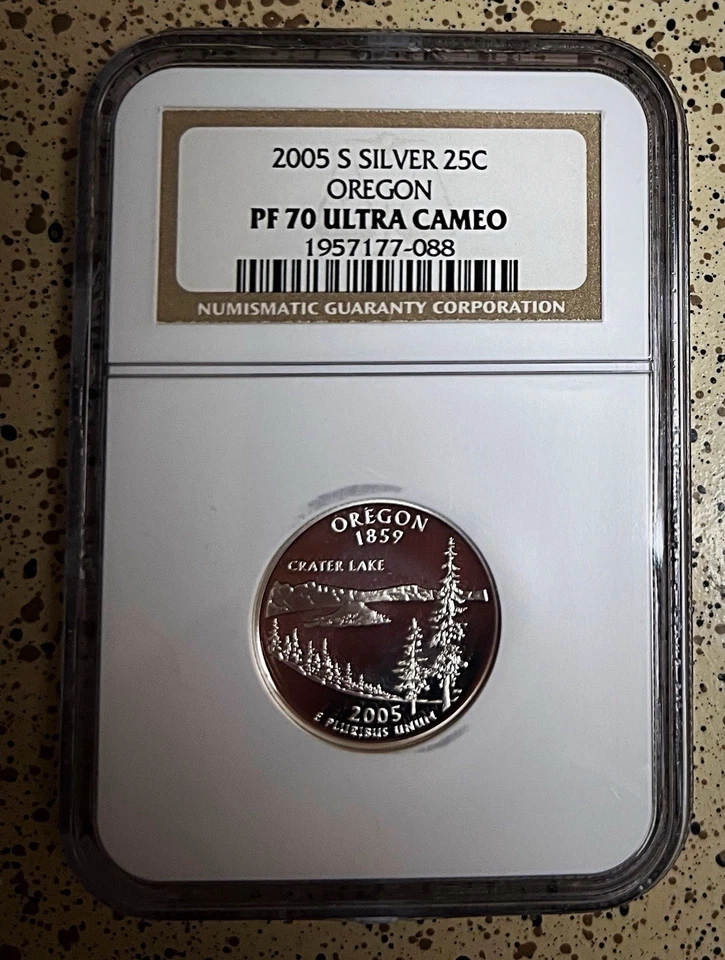 2005 S SILVER 25C
OREGON
PF 70 ULTRA CAMEO
1957177-088
NUMISMATIC GUARANTY CORPORATION
OREGON
1859
CRATER LAKE
2005
E PLURIBUS UNUM